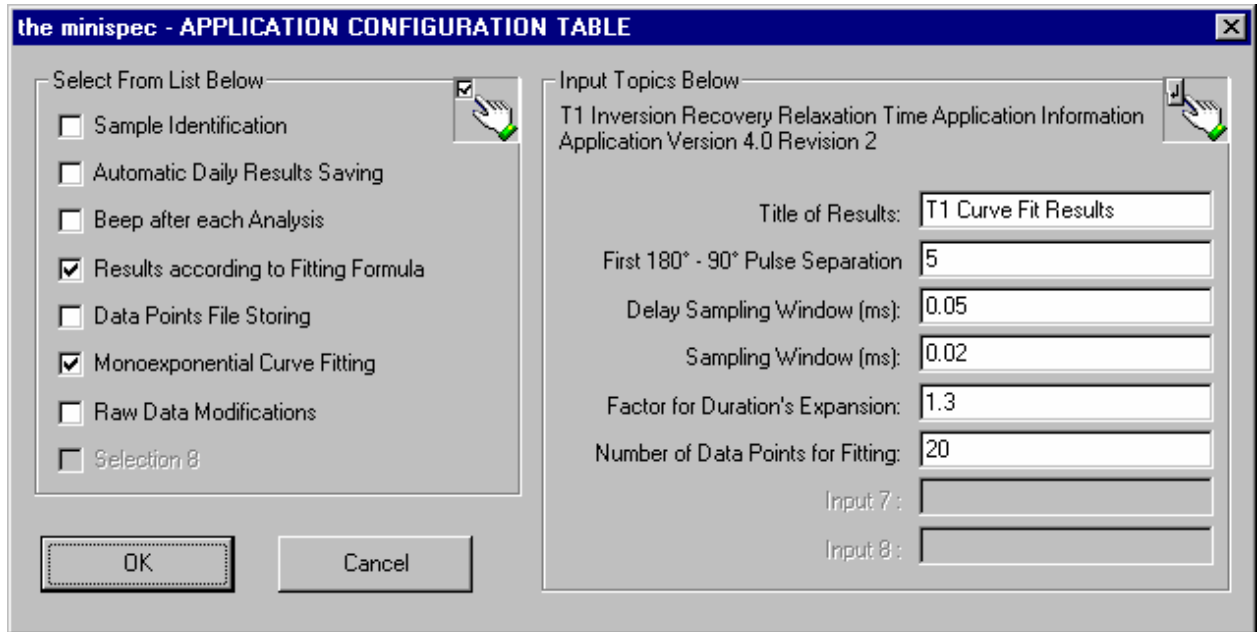 the minispec - APPLICATION CONFIGURATION TABLE
Select From List Below
Sample Identification
Automatic Daily Results Saving
Beep after each Analysis
Results according to Fitting Formula
Data Points File Storing
Monoexponential Curve Fitting
Raw Data Modifications
Selection 8
OK
Cancel
Input Topics Below
T1 Inversion Recovery Relaxation Time Application Information
Application Version 4.0 Revision 2
Title of Results: T1 Curve Fit Results
First 180° - 90° Pulse Separation 5
Delay Sampling Window (ms): 0.05
Sampling Window (ms): 0.02
Factor for Duration's Expansion: 1.3
Number of Data Points for Fitting: 20
Input 7 :
Input 8 :